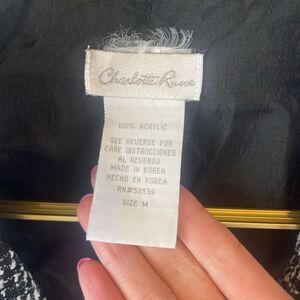 Charlotte Russe
100% ACRYLIC
SEE REVERSE FOR
CARE INSTRUCCIONES
AL REVERSO
MADE IN KOREA
HECHO EN KOREA
RN#58539
SIZE M